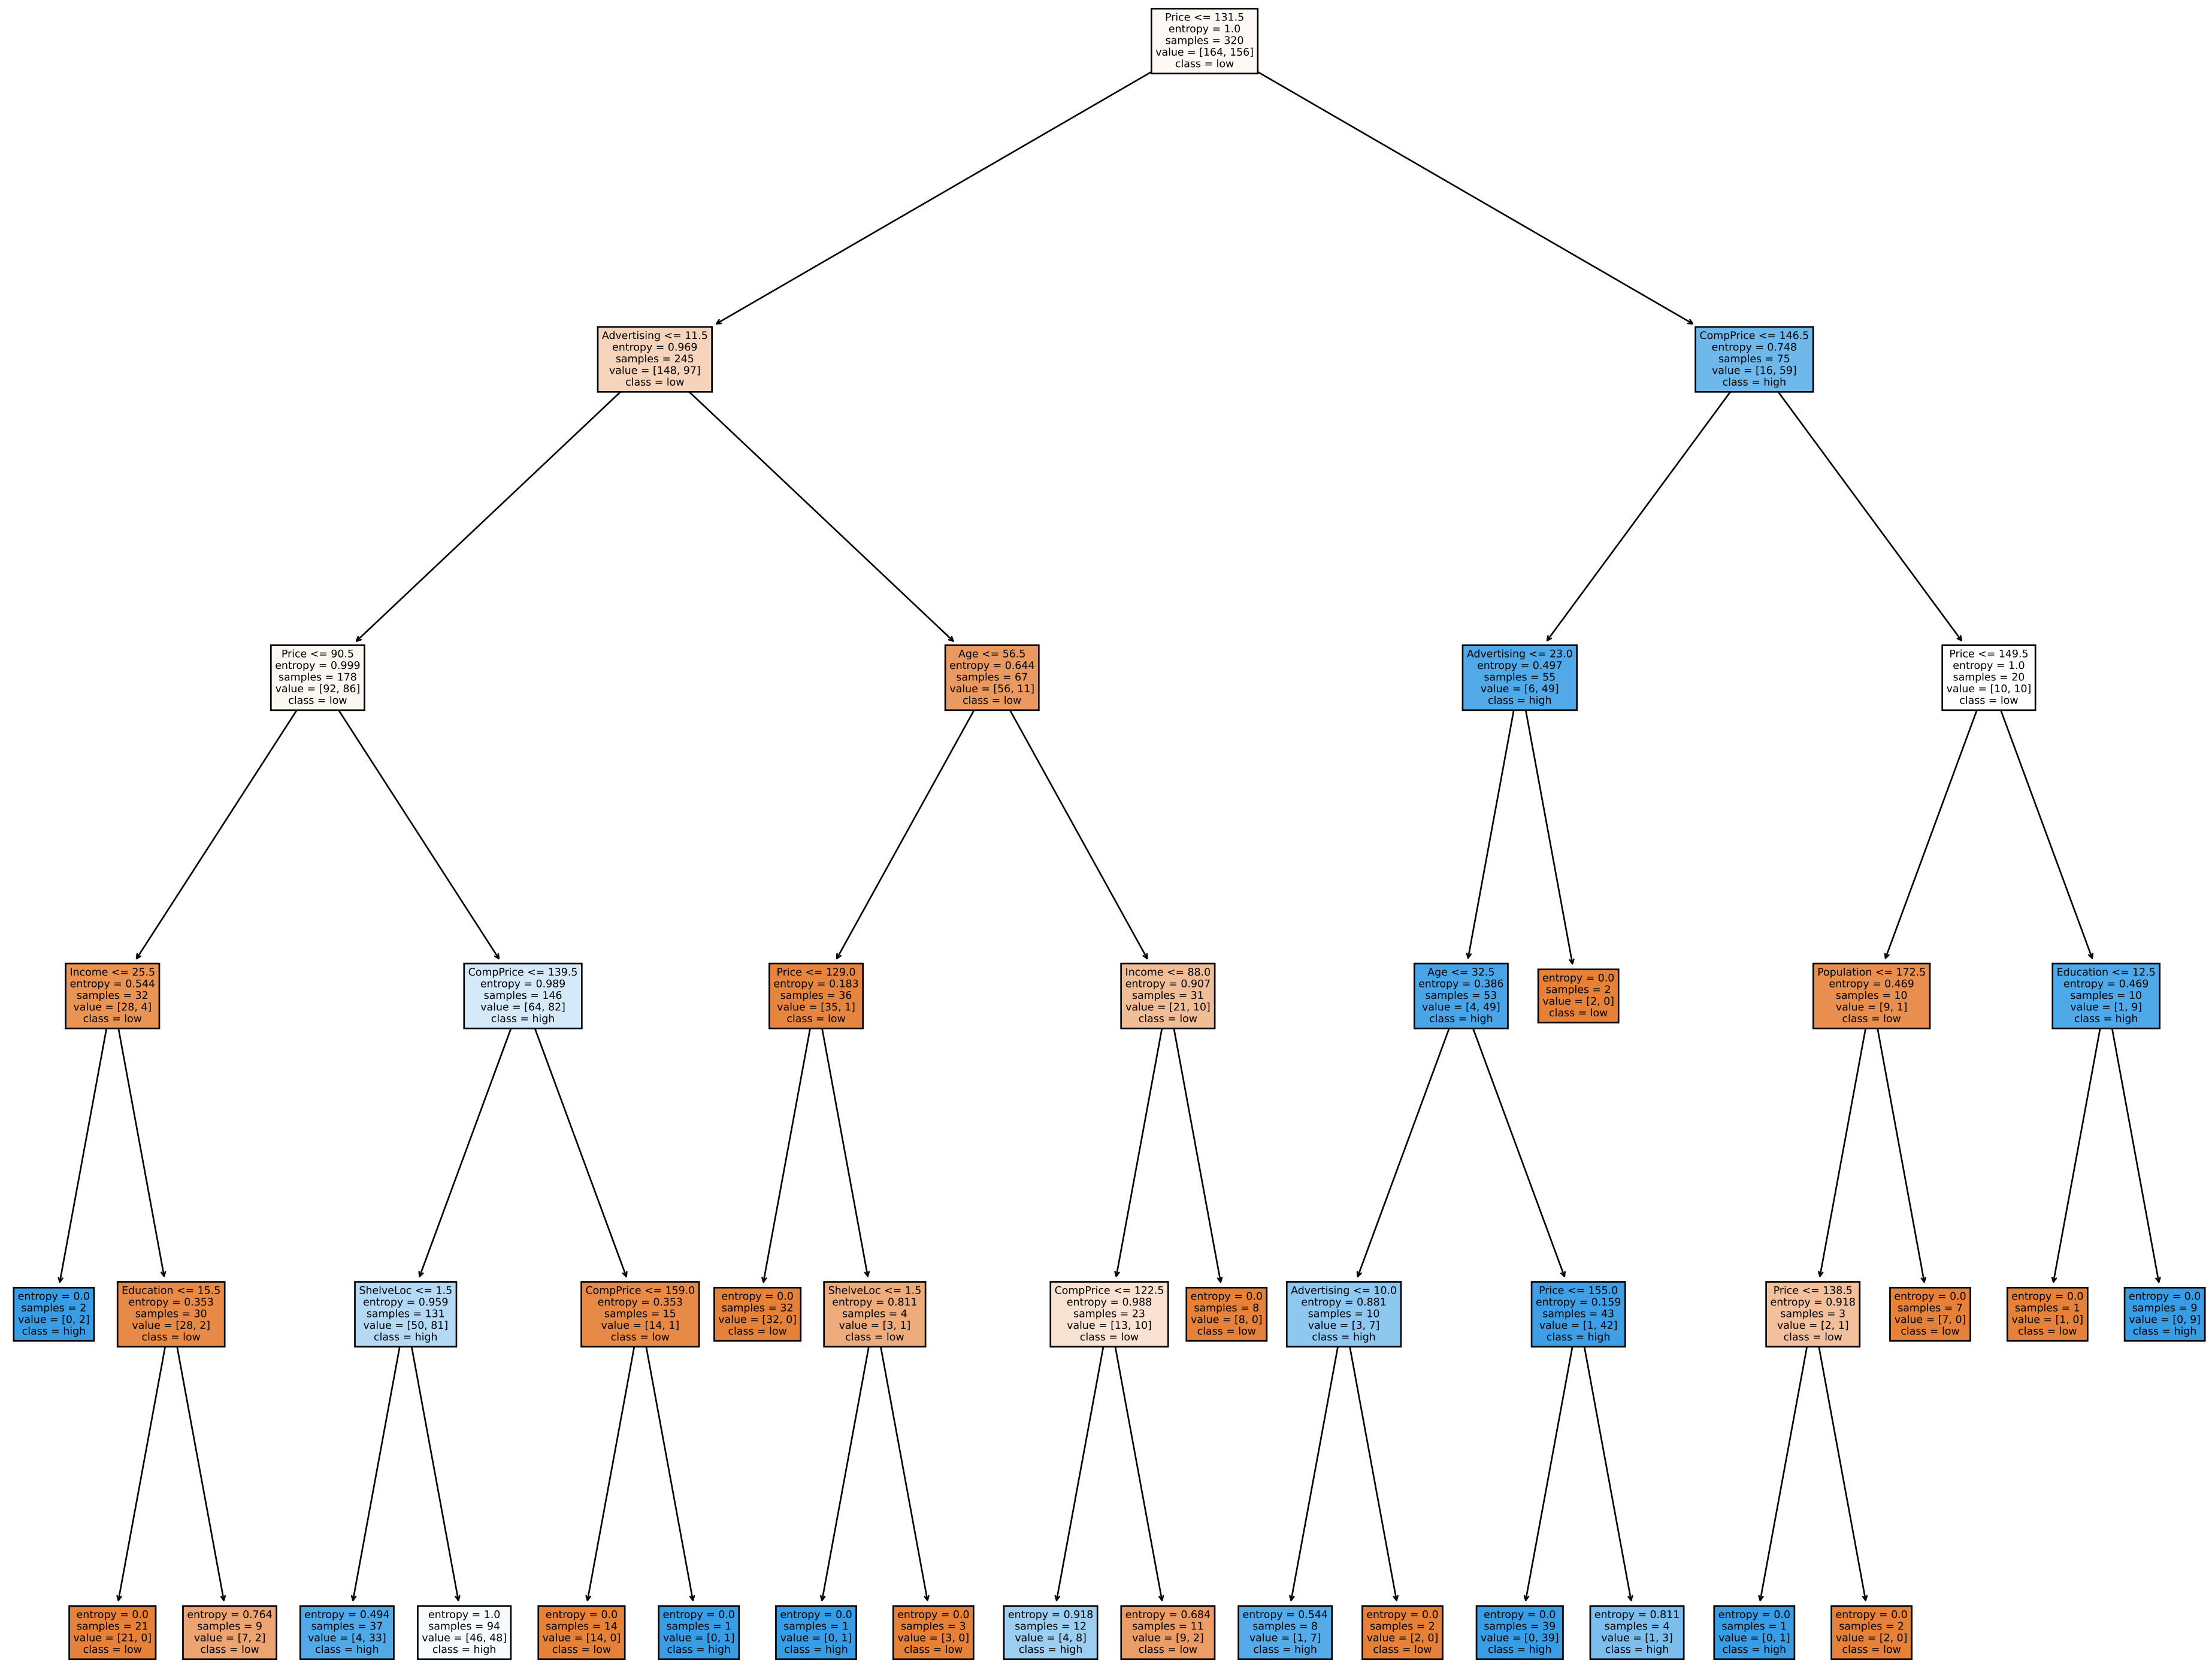 Price <= 131.5
entropy = 1.0
samples = 320
value = [164, 156]
class = low
Advertising <= 11.5
entropy = 0.969
samples = 245
value = [148, 97]
class = low
CompPrice <= 146.5
entropy = 0.748
samples = 75
value = [16, 59]
class = high
Price <= 90.5
entropy = 0.999
samples = 178
value = [92, 86]
class = low
Age <= 56.5
entropy = 0.644
samples = 67
value = [56, 11]
class = low
Advertising <= 23.0
entropy = 0.497
samples = 55
value = [6, 49]
class = high
Price <= 149.5
entropy = 1.0
samples = 20
value = [10, 10]
class = low
Income <= 25.5
entropy = 0.544
samples = 32
value = [28, 4]
class = low
CompPrice <= 139.5
entropy = 0.989
samples = 146
value = [64, 82]
class = high
Price <= 129.0
entropy = 0.183
samples = 36
value = [35, 1]
class = low
Income <= 88.0
entropy = 0.907
samples = 31
value = [21, 10]
class = low
Age <= 32.5
entropy = 0.386
samples = 53
value = [4, 49]
class = high
entropy = 0.0
samples = 2
value = [2, 0]
class = low
Population <= 172.5
entropy = 0.469
samples = 10
value = [9, 1]
class = low
Education <= 12.5
entropy = 0.469
samples = 10
value = [1, 9]
class = high
entropy = 0.0
samples = 2
value = [0, 2]
class = high
Education <= 15.5
entropy = 0.353
samples = 30
value = [28, 2]
class = low
ShelveLoc <= 1.5
entropy = 0.959
samples = 131
value = [50, 81]
class = high
CompPrice <= 159.0
entropy = 0.353
samples = 15
value = [14, 1]
class = low
entropy = 0.0
samples = 32
value = [32, 0]
class = low
ShelveLoc <= 1.5
entropy = 0.811
samples = 4
value = [3, 1]
class = low
CompPrice <= 122.5
entropy = 0.988
samples = 23
value = [13, 10]
class = low
entropy = 0.0
samples = 8
value = [8, 0]
class = low
Advertising <= 10.0
entropy = 0.881
samples = 10
value = [3, 7]
class = high
Price <= 155.0
entropy = 0.159
samples = 43
value = [1, 42]
class = high
Price <= 138.5
entropy = 0.918
samples = 3
value = [2, 1]
class = low
entropy = 0.0
samples = 7
value = [7, 0]
class = low
entropy = 0.0
samples = 1
value = [1, 0]
class = low
entropy = 0.0
samples = 9
value = [0, 9]
class = high
entropy = 0.0
samples = 21
value = [21, 0]
class = low
entropy = 0.764
samples = 9
value = [7, 2]
class = low
entropy = 0.494
samples = 37
value = [4, 33]
class = high
entropy = 1.0
samples = 94
value = [46, 48]
class = high
entropy = 0.0
samples = 14
value = [14, 0]
class = low
entropy = 0.0
samples = 1
value = [0, 1]
class = high
entropy = 0.0
samples = 1
value = [0, 1]
class = high
entropy = 0.0
samples = 3
value = [3, 0]
class = low
entropy = 0.918
samples = 12
value = [4, 8]
class = high
entropy = 0.684
samples = 11
value = [9, 2]
class = low
entropy = 0.544
samples = 8
value = [1, 7]
class = high
entropy = 0.0
samples = 2
value = [2, 0]
class = low
entropy = 0.0
samples = 39
value = [0, 39]
class = high
entropy = 0.811
samples = 4
value = [1, 3]
class = high
entropy = 0.0
samples = 1
value = [0, 1]
class = high
entropy = 0.0
samples = 2
value = [2, 0]
class = low